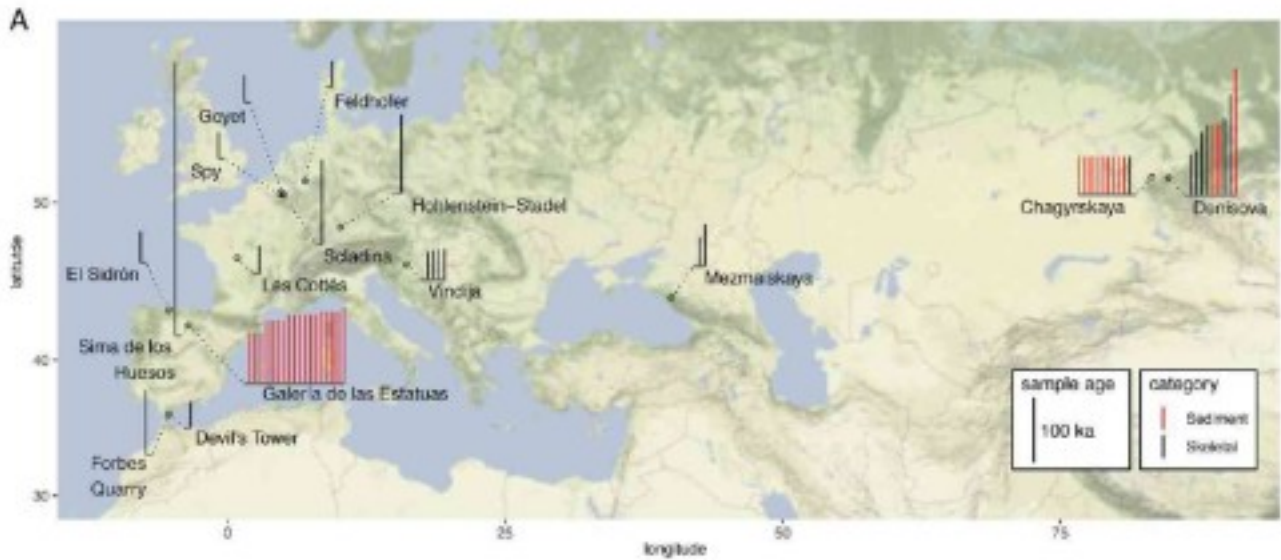 A
Goyet
Feldhofer
Spy
Hohlenstein-Stadel
Chagyrskaya
Denisova
El Sidrón
Scladina
Les Cottés
Vindija
Mezmaiskaya
Sima de los
Huesos
Galería de las Estatuas
Devil's Tower
Forbes
Quarry
sample age
100 ka
category
Sediment
Skeletal
latitude
50
40
30
0
25
50
75
longitude